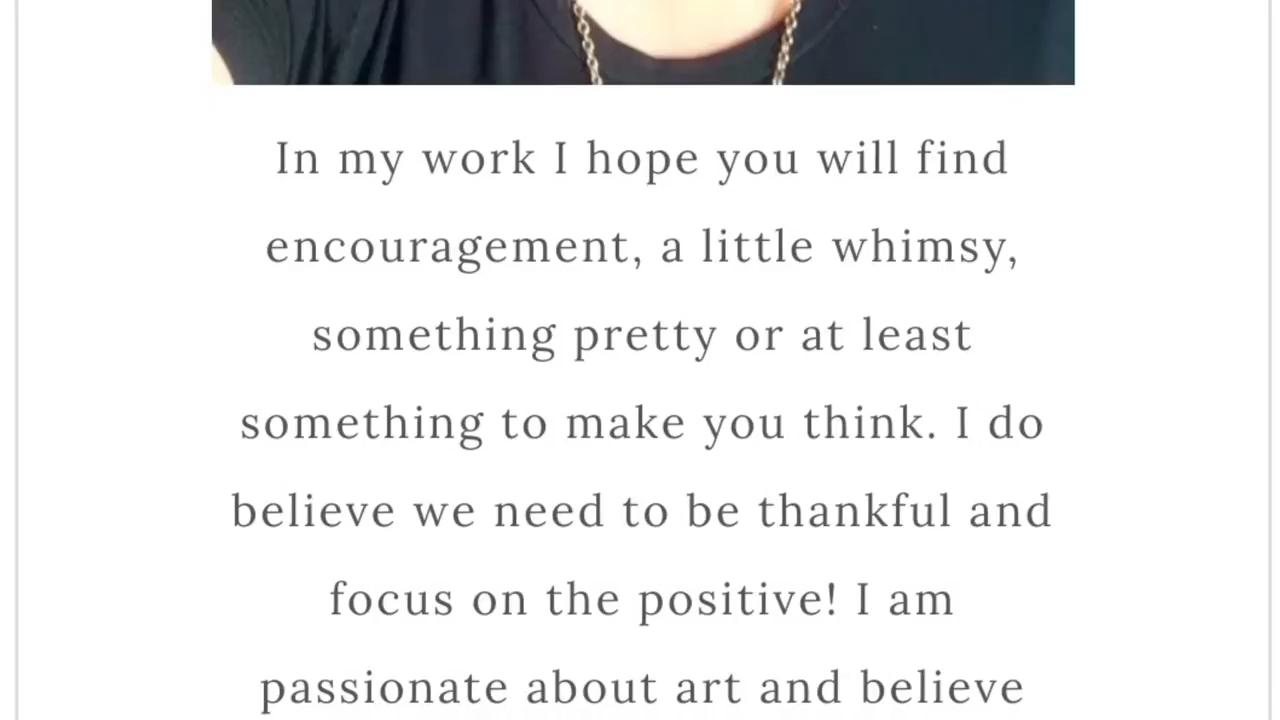 In my work I hope you will find
encouragement, a little whimsy,
something pretty or at least
something to make you think. I do
believe we need to be thankful and
focus on the positive! I am
passionate about art and believe